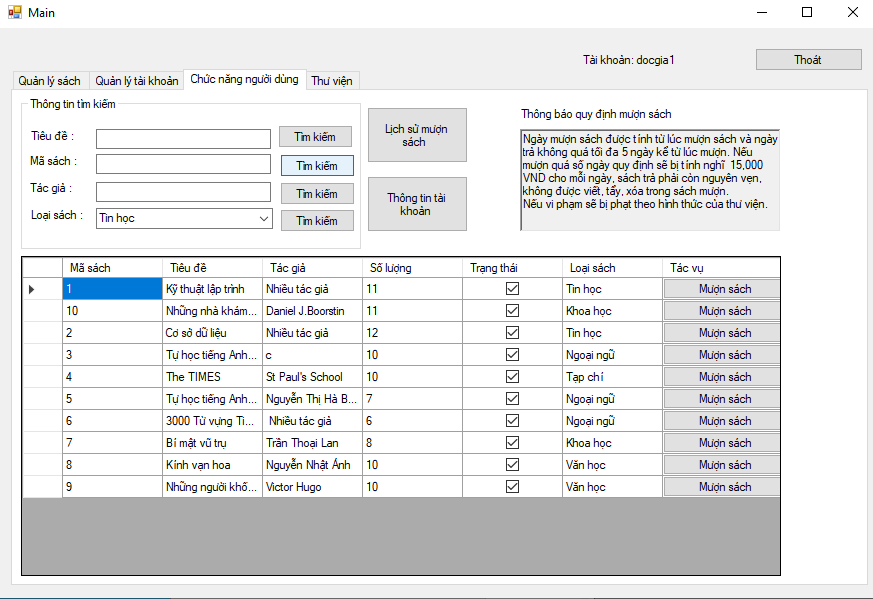 Main
Tài khoản: docgia1
Thoát
Quản lý sách Quản lý tài khoản Chức năng người dùng Thư viện
Thông tin tìm kiếm
Tiêu đề :
Tìm kiếm
Mã sách :
Tìm kiếm
Tác giả :
Tìm kiếm
Loại sách :
Tin học
Tìm kiếm
Lịch sử mượn
sách
Thông tin tài
khoản
Thông báo quy định mượn sách
Ngày mượn sách được tính từ lúc mượn sách và ngày
trả không quá tối đa 5 ngày kể từ lúc mượn. Nếu
mượn quá số ngày quy định sẽ bị tính nghĩ 15,000
VND cho mỗi ngày, sách trả phải còn nguyên vẹn,
không được viết, tẩy, xóa trong sách mượn.
Nếu vi phạm sẽ bị phạt theo hình thức của thư viện.
Mã sách Tiêu đề Tác giả Số lượng Trạng thái Loại sách Tác vụ
1 Kỹ thuật lập trình Nhiều tác giả 11 Tin học Mượn sách
10 Những nhà khám... Daniel J.Boorstin 11 Khoa học Mượn sách
2 Cơ sở dữ liệu Nhiều tác giả 12 Tin học Mượn sách
3 Tự học tiếng Anh... c 10 Ngoại ngữ Mượn sách
4 The TIMES St Paul's School 10 Tạp chí Mượn sách
5 Tự học tiếng Anh... Nguyễn Thị Hà B... 7 Ngoại ngữ Mượn sách
6 3000 Từ vựng Ti... Nhiều tác giả 6 Ngoại ngữ Mượn sách
7 Bí mật vũ trụ Trần Thoại Lan 8 Khoa học Mượn sách
8 Kính vạn hoa Nguyễn Nhật Ánh 10 Văn học Mượn sách
9 Những người khố... Victor Hugo 10 Văn học Mượn sách